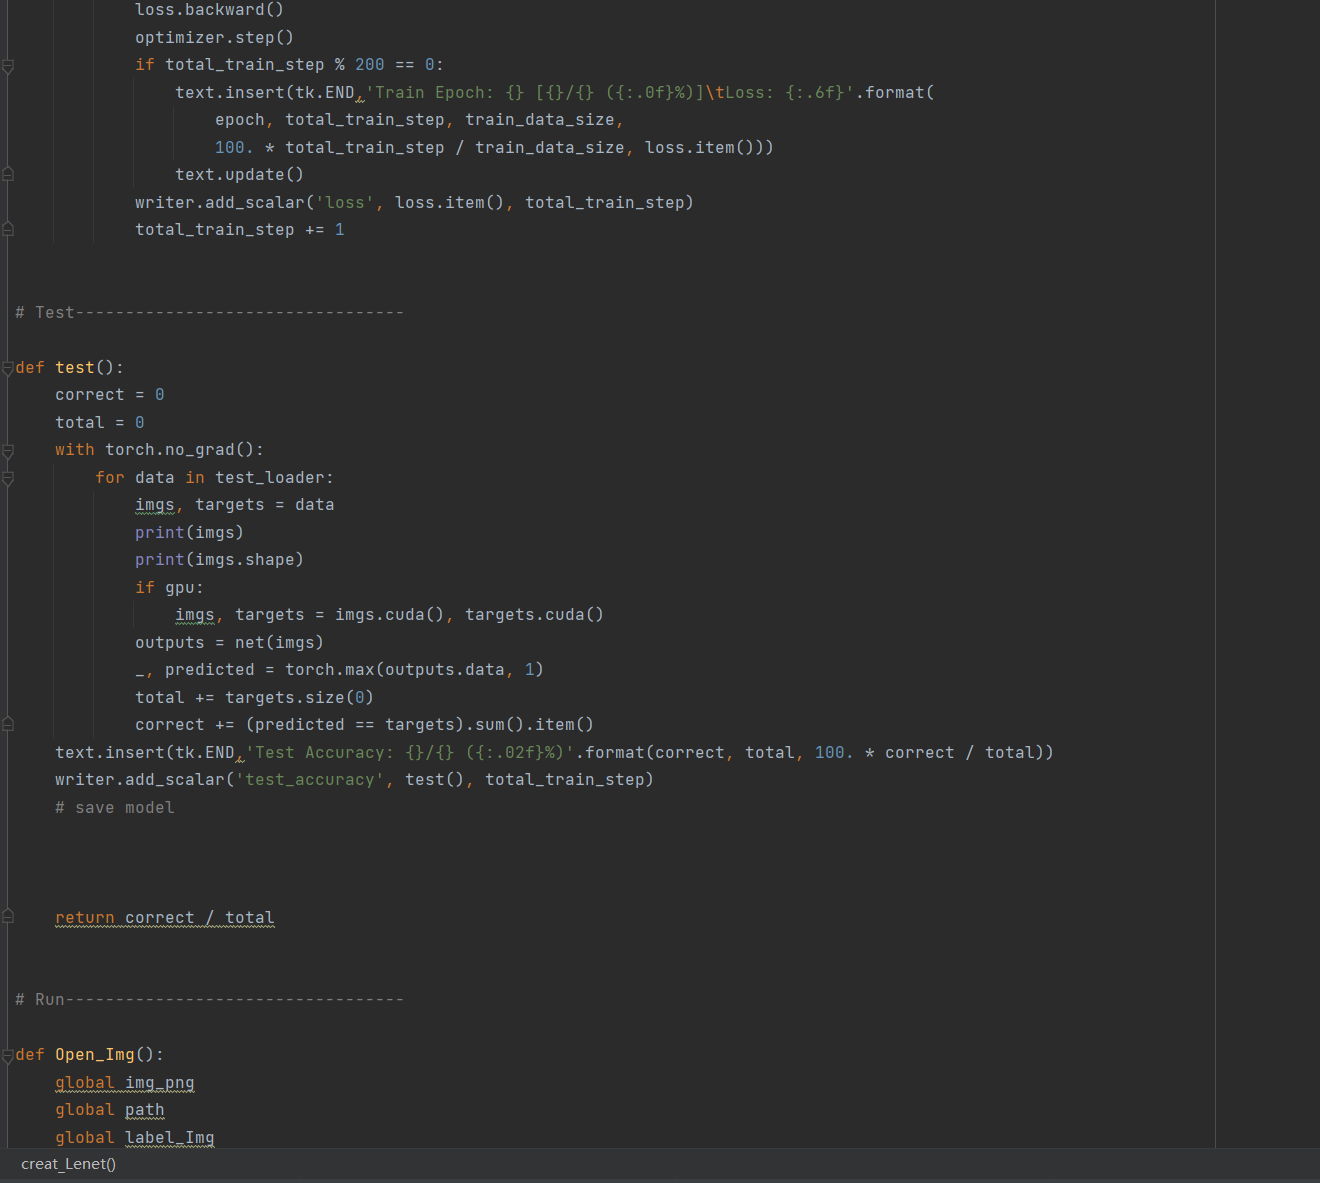 loss.backward()
optimizer.step()
if total_train_step % 200 == 0:
text.insert(tk.END,'Train Epoch: {} [{}/{} ({:.0f}%)]\tLoss: {:.6f}'.format(
epoch, total_train_step, train_data_size,
100. * total_train_step / train_data_size, loss.item()))
text.update()
writer.add_scalar('loss', loss.item(), total_train_step)
total_train_step += 1
# Test---------------------------------
def test():
correct = 0
total = 0
with torch.no_grad():
for data in test_loader:
imgs, targets = data
print(imgs)
print(imgs.shape)
if gpu:
imgs, targets = imgs.cuda(), targets.cuda()
outputs = net(imgs)
_, predicted = torch.max(outputs.data, 1)
total += targets.size(0)
correct += (predicted == targets).sum().item()
text.insert(tk.END,'Test Accuracy: {}/{} ({:.02f}%)'.format(correct, total, 100. * correct / total))
writer.add_scalar('test_accuracy', test(), total_train_step)
# save model
return correct / total
# Run----------------------------------
def Open_Img():
global img_png
global path
global label_Img
creat_Lenet()